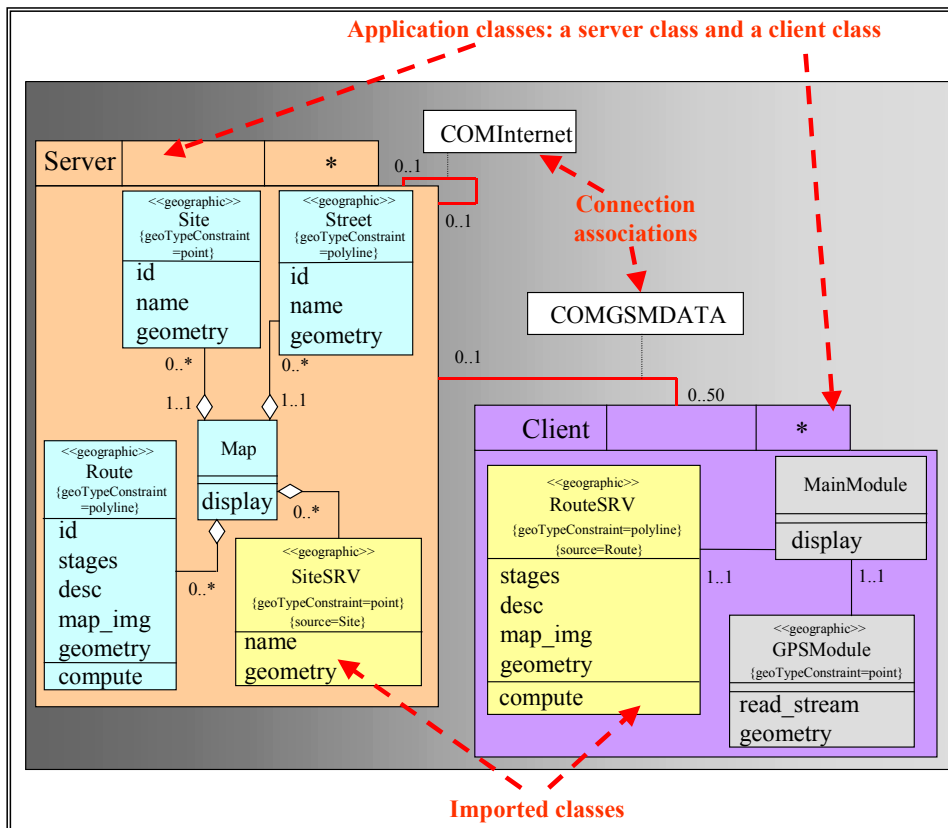 Application classes: a server class and a client class
COMInternet
Server
*
0..1
0..1
Connection
associations
<<geographic>>
Site
{geoTypeConstraint
=point}
id
name
geometry
<<geographic>>
Street
{geoTypeConstraint
=polyline}
id
name
geometry
COMGSMDATA
0..*
0..*
0..1
0..50
1..1
1..1
Map
display
Client
*
<<geographic>>
Route
{geoTypeConstraint
=polyline}
id
stages
desc
map_img
geometry
compute
0..*
0..*
<<geographic>>
SiteSRV
{geoTypeConstraint=point}
{source=Site}
name
geometry
<<geographic>>
RouteSRV
{geoTypeConstraint=polyline}
{source=Route}
stages
desc
map_img
geometry
compute
MainModule
display
1..1
1..1
<<geographic>>
GPSModule
{geoTypeConstraint=point}
read_stream
geometry
Imported classes